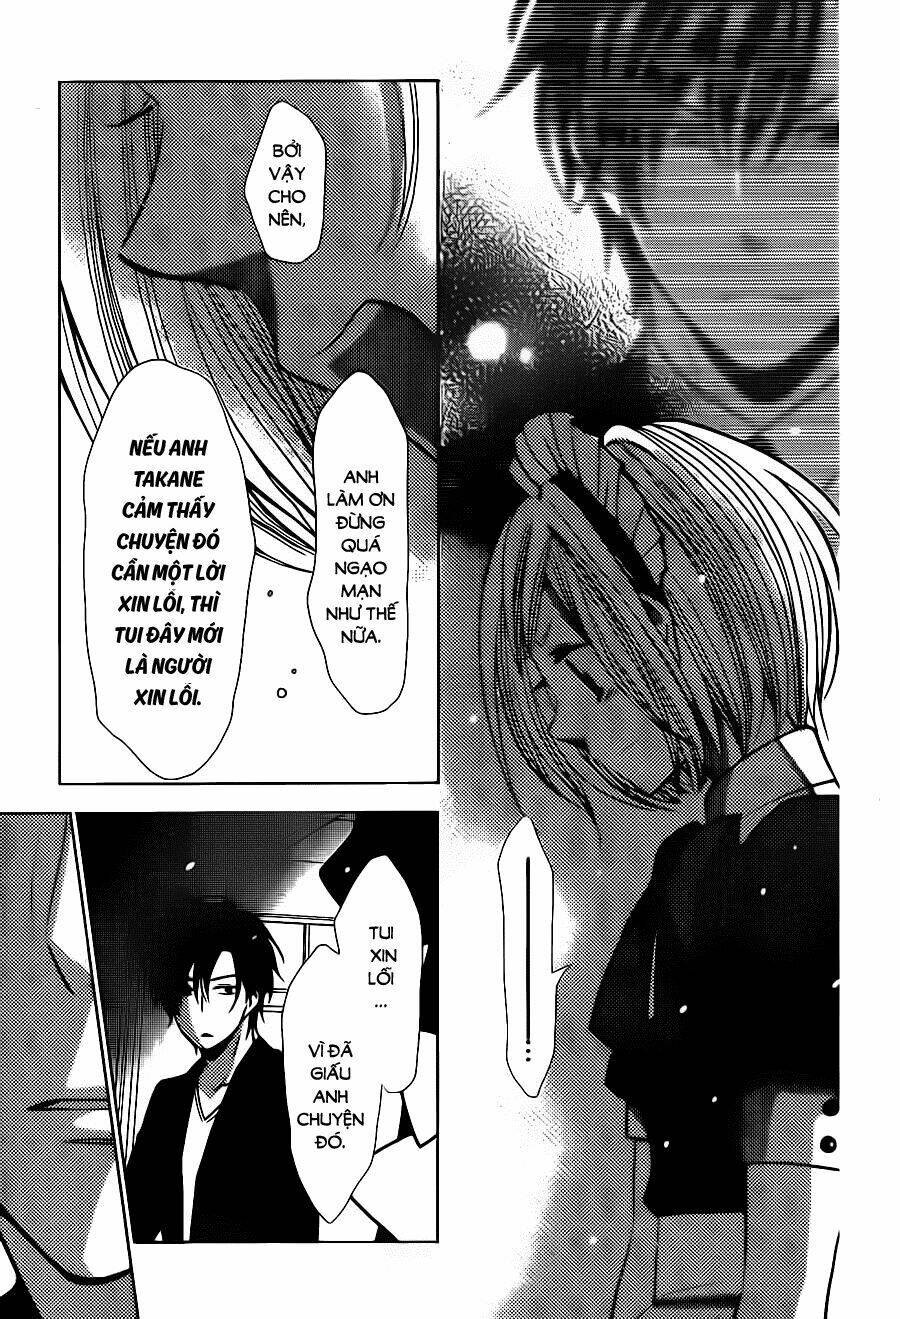 BỞI
VẬY
CHO
NÊN,
ANH
LÀM ƠN
ĐỪNG
QUÁ
NGẠO
MẠN
NHƯ THẾ
NỮA.
NẾU ANH
TAKANE
CẢM THẤY
CHUYỆN ĐÓ
CẦN MỘT LỜI
XIN LỖI, THÌ
TUI ĐÂY MỚI
LÀ NGƯỜI
XIN LỖI.
TUI
XIN
LỖI
...
VÌ ĐÃ
GIẤU
ANH
CHUYỆN
ĐÓ.